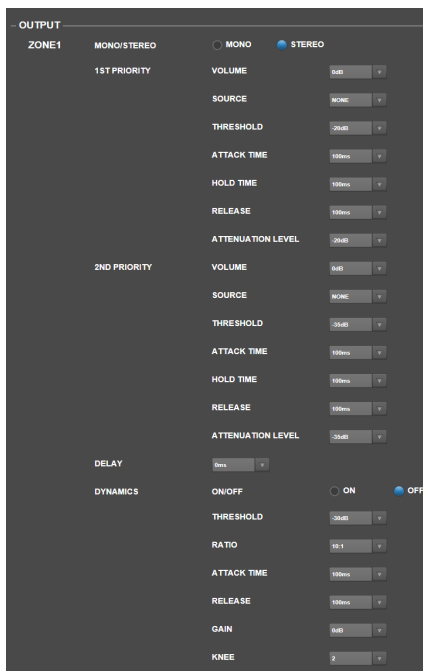 OUTPUT
ZONE1 MONO/STEREO MONO STEREO
1ST PRIORITY VOLUME 0dB
SOURCE NONE
THRESHOLD -20dB
ATTACK TIME 100ms
HOLD TIME 100ms
RELEASE 100ms
ATTENUATION LEVEL -20dB
2ND PRIORITY VOLUME 0dB
SOURCE NONE
THRESHOLD -35dB
ATTACK TIME 100ms
HOLD TIME 100ms
RELEASE 100ms
ATTENUATION LEVEL -35dB
DELAY 0ms
DYNAMICS ON/OFF ON OFF
THRESHOLD -30dB
RATIO 10:1
ATTACK TIME 100ms
RELEASE 100ms
GAIN 0dB
KNEE 2